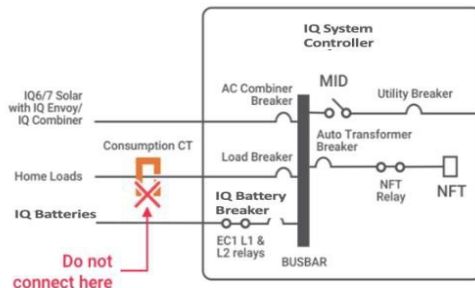 IQ System
Controller
IQ6/7 Solar
with IQ Envoy/
IQ Combiner
AC Combiner
Breaker
MID
Utility Breaker
Consumption CT
Auto Transformer
Breaker
Load Breaker
Home Loads
IQ Battery
Breaker
NFT
Relay
NFT
IQ Batteries
EC1 L1 &
L2 relays
BUSBAR
Do not
connect here